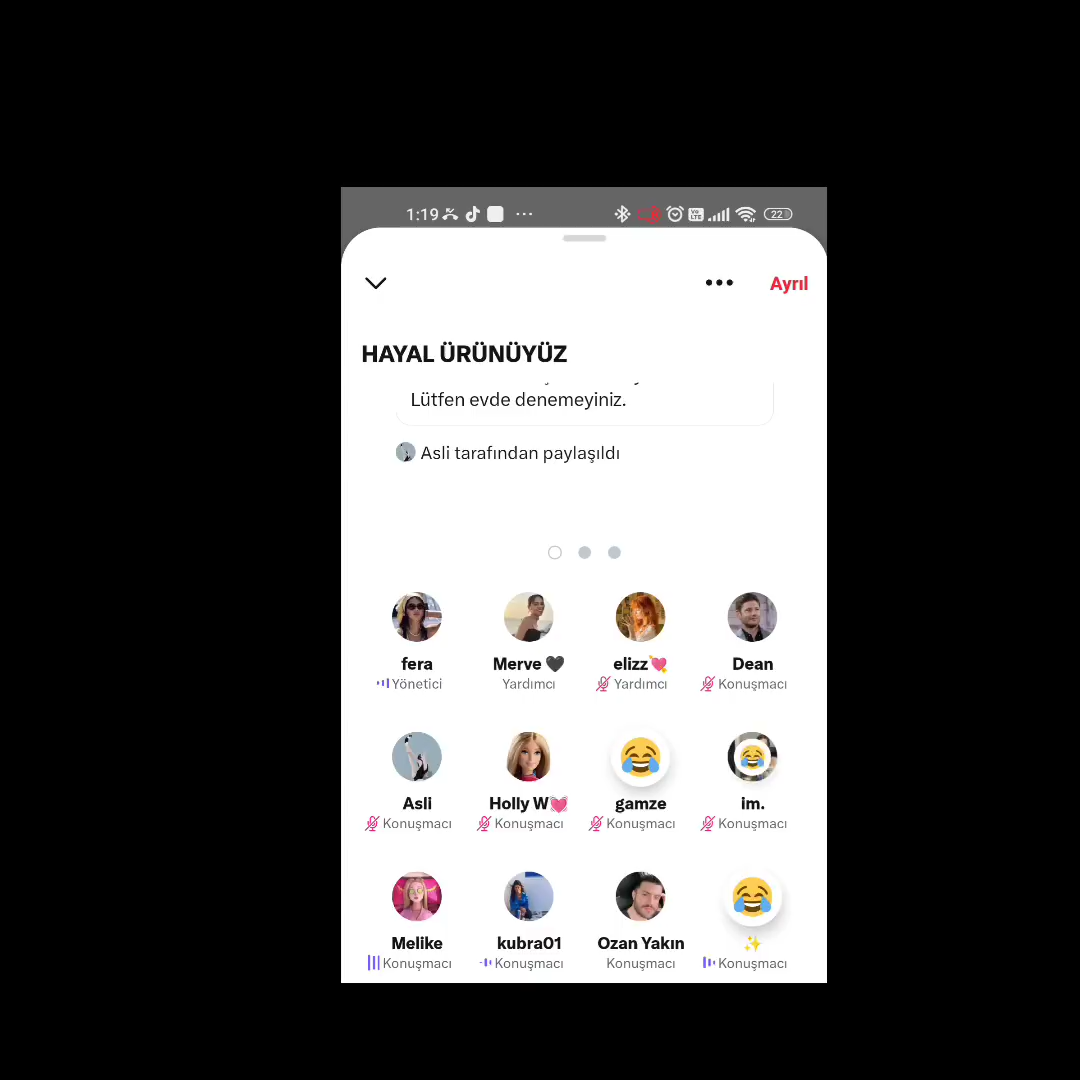 1:19
22
Ayrıl
HAYAL ÜRÜNÜYÜZ
Lütfen evde denemeyiniz.
Asli tarafından paylaşıldı
fera Merve 🖤 elizz💘 Dean
Yönetici Yardımcı Yardımcı Konuşmacı
Asli Holly W💓 gamze im.
Konuşmacı Konuşmacı Konuşmacı Konuşmacı
Melike kubra01 Ozan Yakın ✨
Konuşmacı Konuşmacı Konuşmacı Konuşmacı